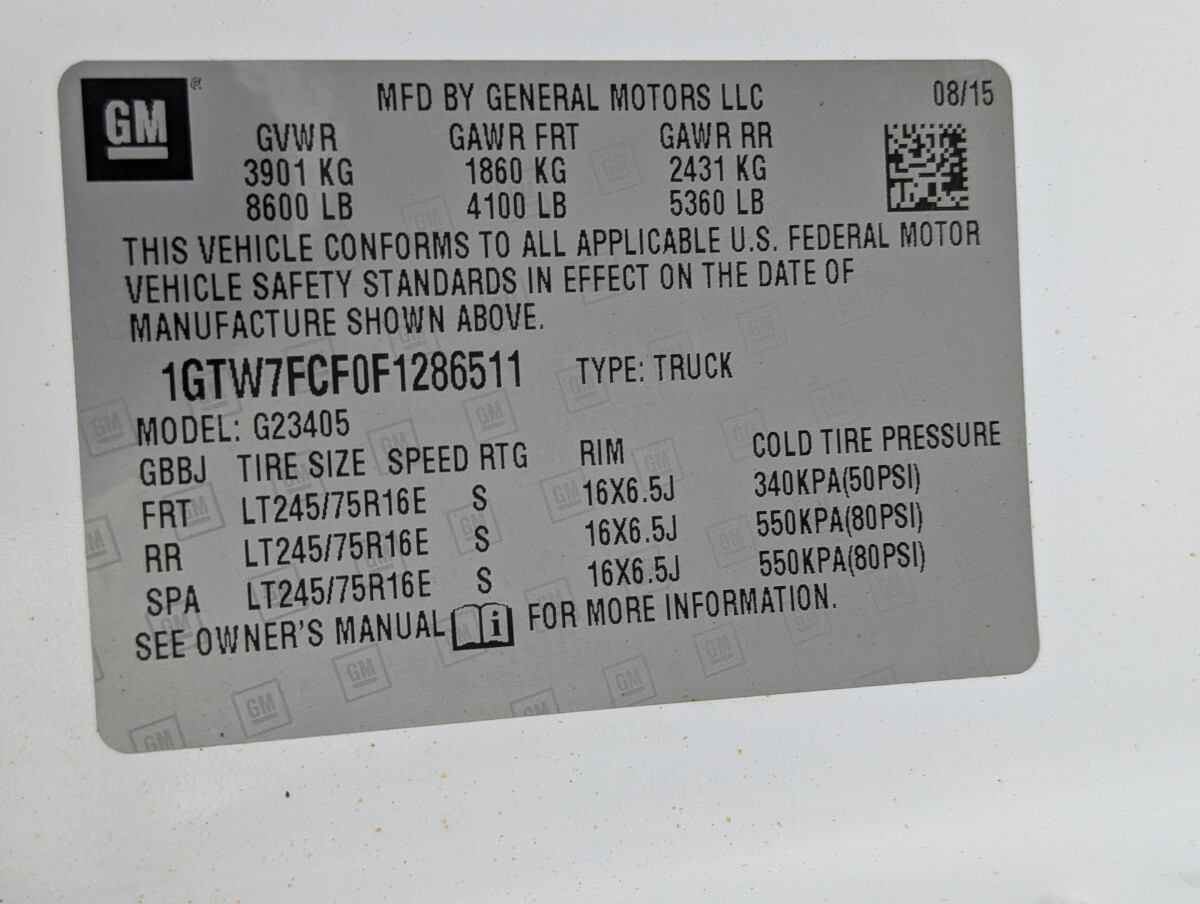 GM ® MFD BY GENERAL MOTORS LLC 08/15
GVWR GAWR FRT GAWR RR
3901 KG 1860 KG 2431 KG
8600 LB 4100 LB 5360 LB
THIS VEHICLE CONFORMS TO ALL APPLICABLE U.S. FEDERAL MOTOR
VEHICLE SAFETY STANDARDS IN EFFECT ON THE DATE OF
MANUFACTURE SHOWN ABOVE.
1GTW7FCF0F1286511 TYPE: TRUCK
MODEL: G23405
GBBJ TIRE SIZE SPEED RTG RIM COLD TIRE PRESSURE
FRT LT245/75R16E S 16X6.5J 340KPA(50PSI)
RR LT245/75R16E S 16X6.5J 550KPA(80PSI)
SPA LT245/75R16E S 16X6.5J 550KPA(80PSI)
SEE OWNER'S MANUAL i FOR MORE INFORMATION.